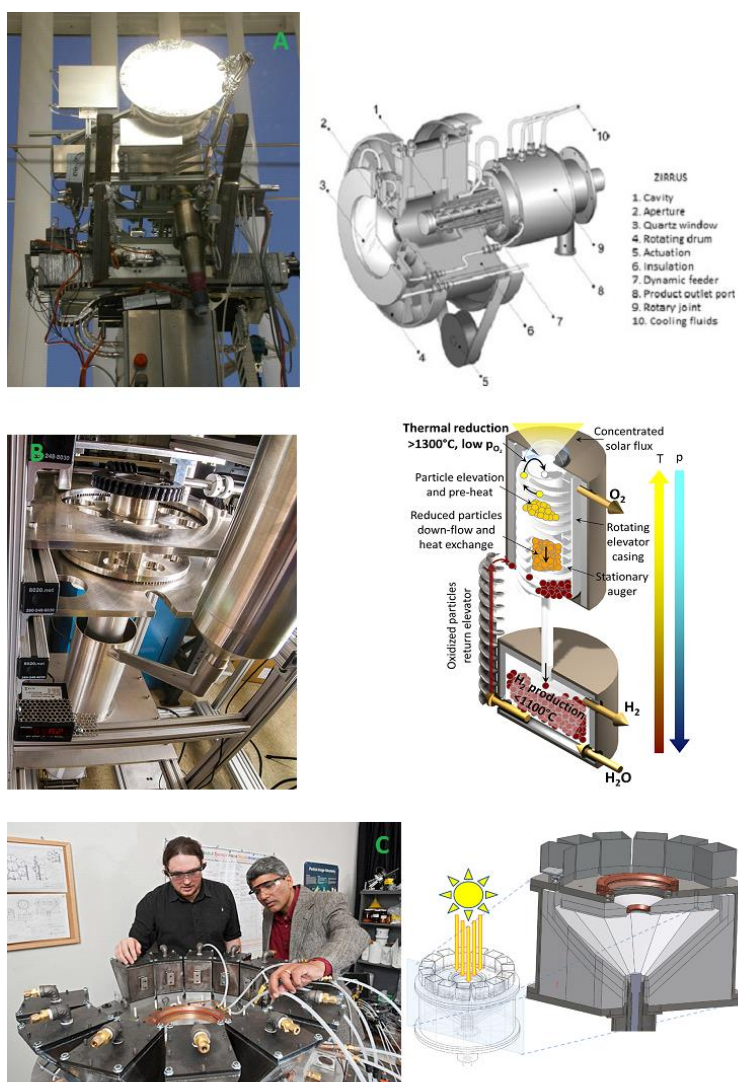 A
1
2
3
4
5
6
7
8
9
10
ZIRRUS
1. Cavity
2. Aperture
3. Quartz window
4. Rotating drum
5. Actuation
6. Insulation
7. Dynamic feeder
8. Product outlet port
9. Rotary joint
10. Cooling fluids
B
Thermal reduction
>1300°C, low pO₂
Concentrated
solar flux
T
p
Particle elevation
and pre-heat
O₂
Reduced particles
down-flow and
heat exchange
Rotating
elevator
casing
Stationary
auger
Oxidized particles
return elevator
H₂ production
<1100°C
H₂
H₂O
8020.net
C